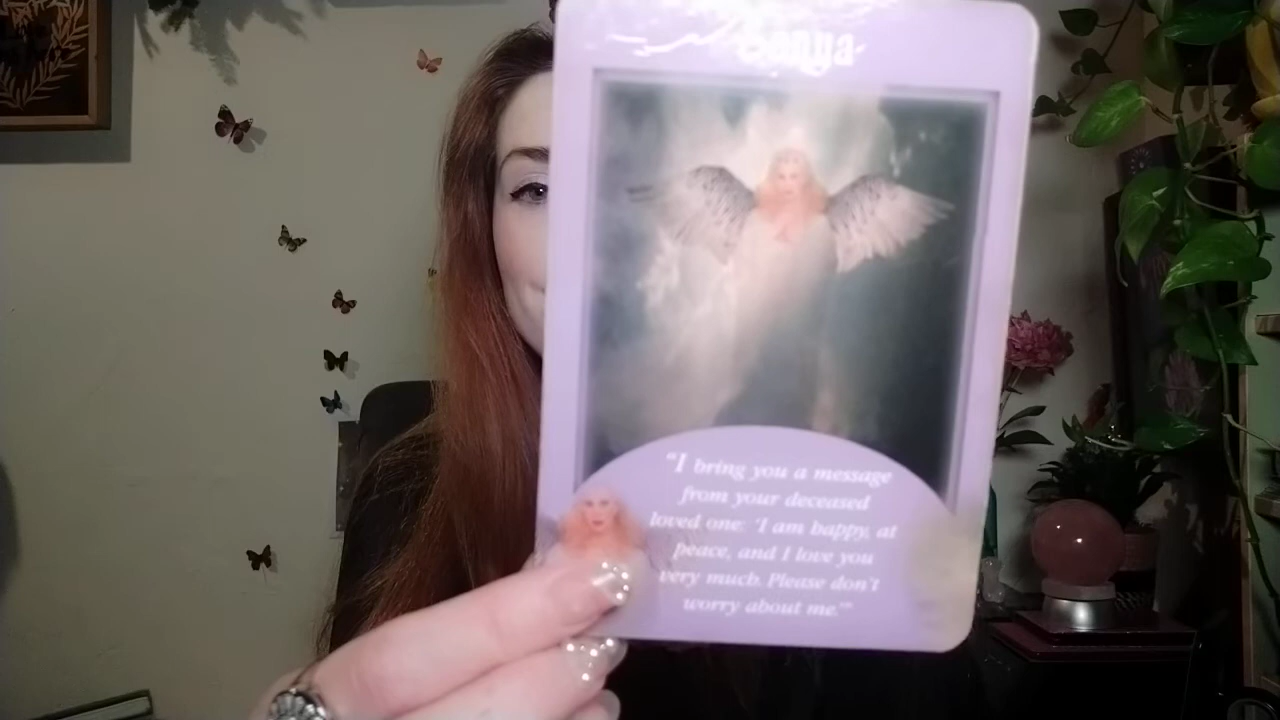 Sonya
"I bring you a message
from your deceased
loved one: 'I am happy, at
peace, and I love you
very much. Please don't
worry about me.'"